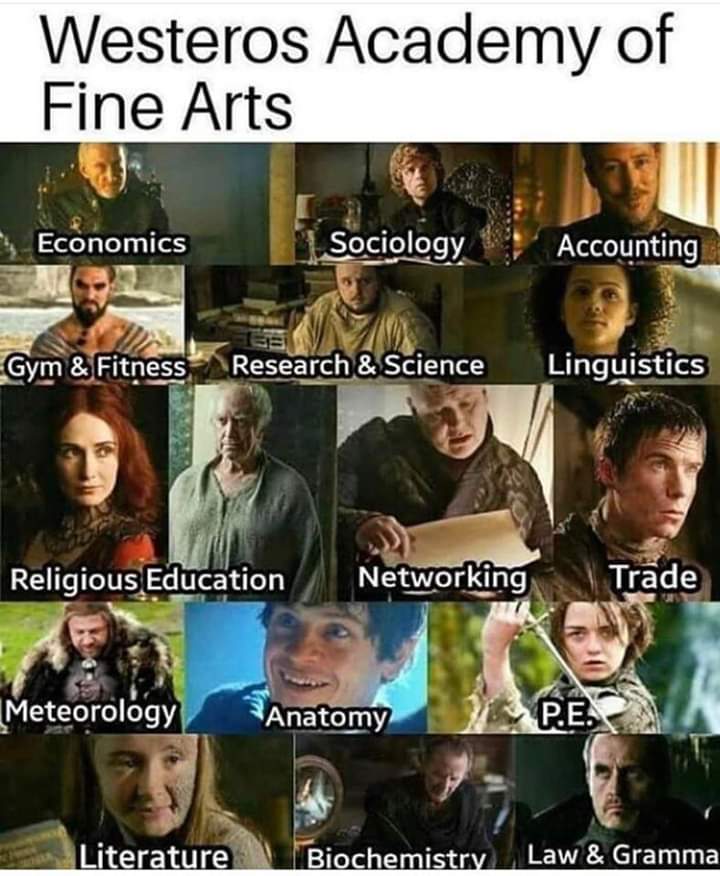 Westeros Academy of
Fine Arts
Economics
Sociology
Accounting
Gym & Fitness
Research & Science
Linguistics
Religious Education
Networking
Trade
Meteorology
Anatomy
P.E.
Literature
Biochemistry
Law & Gramma